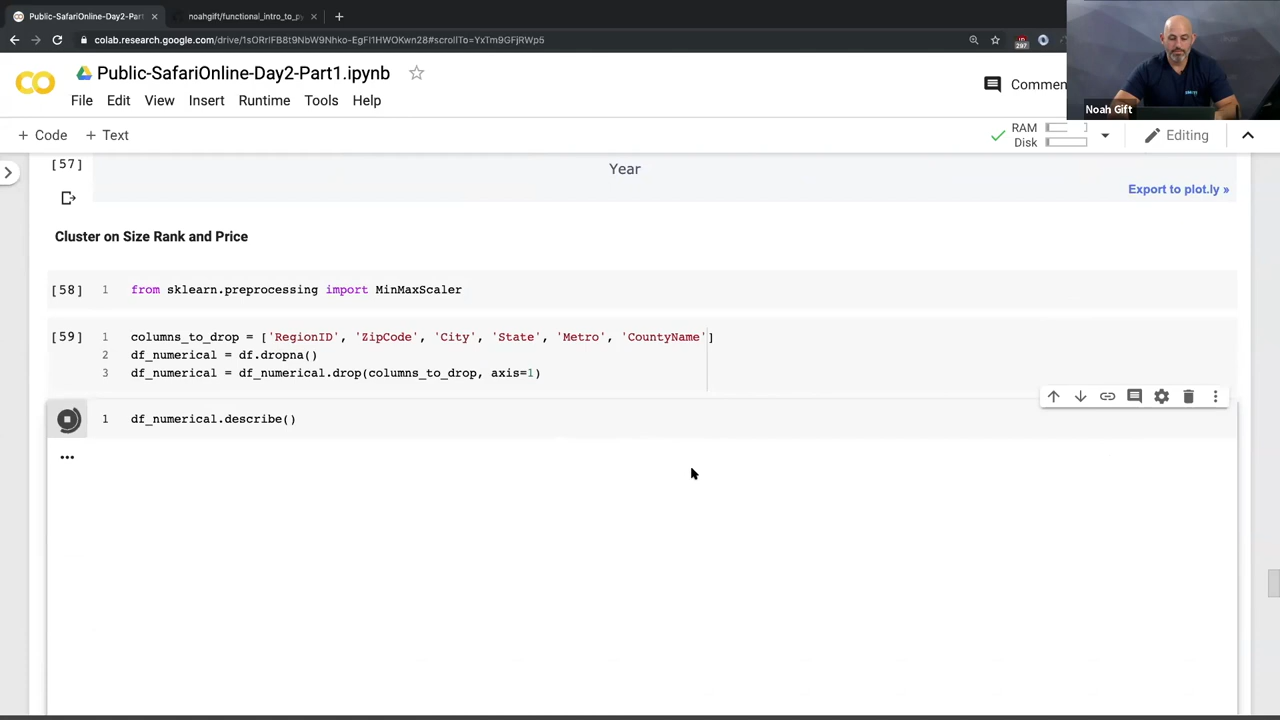 Public-SafariOnline-Day2-Part
noahgift/functional_intro_to_p
colab.research.google.com/drive/1sORrIFB8t9NbW9Nhko-EgFl1HWOKwn28#scrollTo=YxTm9GFjRWp5
297
Public-SafariOnline-Day2-Part1.ipynb
File Edit View Insert Runtime Tools Help
Commen
Noah Gift
+ Code + Text
RAM
Disk
Editing
[57]
Year
Export to plot.ly »
Cluster on Size Rank and Price
[58] 1 from sklearn.preprocessing import MinMaxScaler
[59] 1 columns_to_drop = ['RegionID', 'ZipCode', 'City', 'State', 'Metro', 'CountyName']
2 df_numerical = df.dropna()
3 df_numerical = df_numerical.drop(columns_to_drop, axis=1)
1 df_numerical.describe()